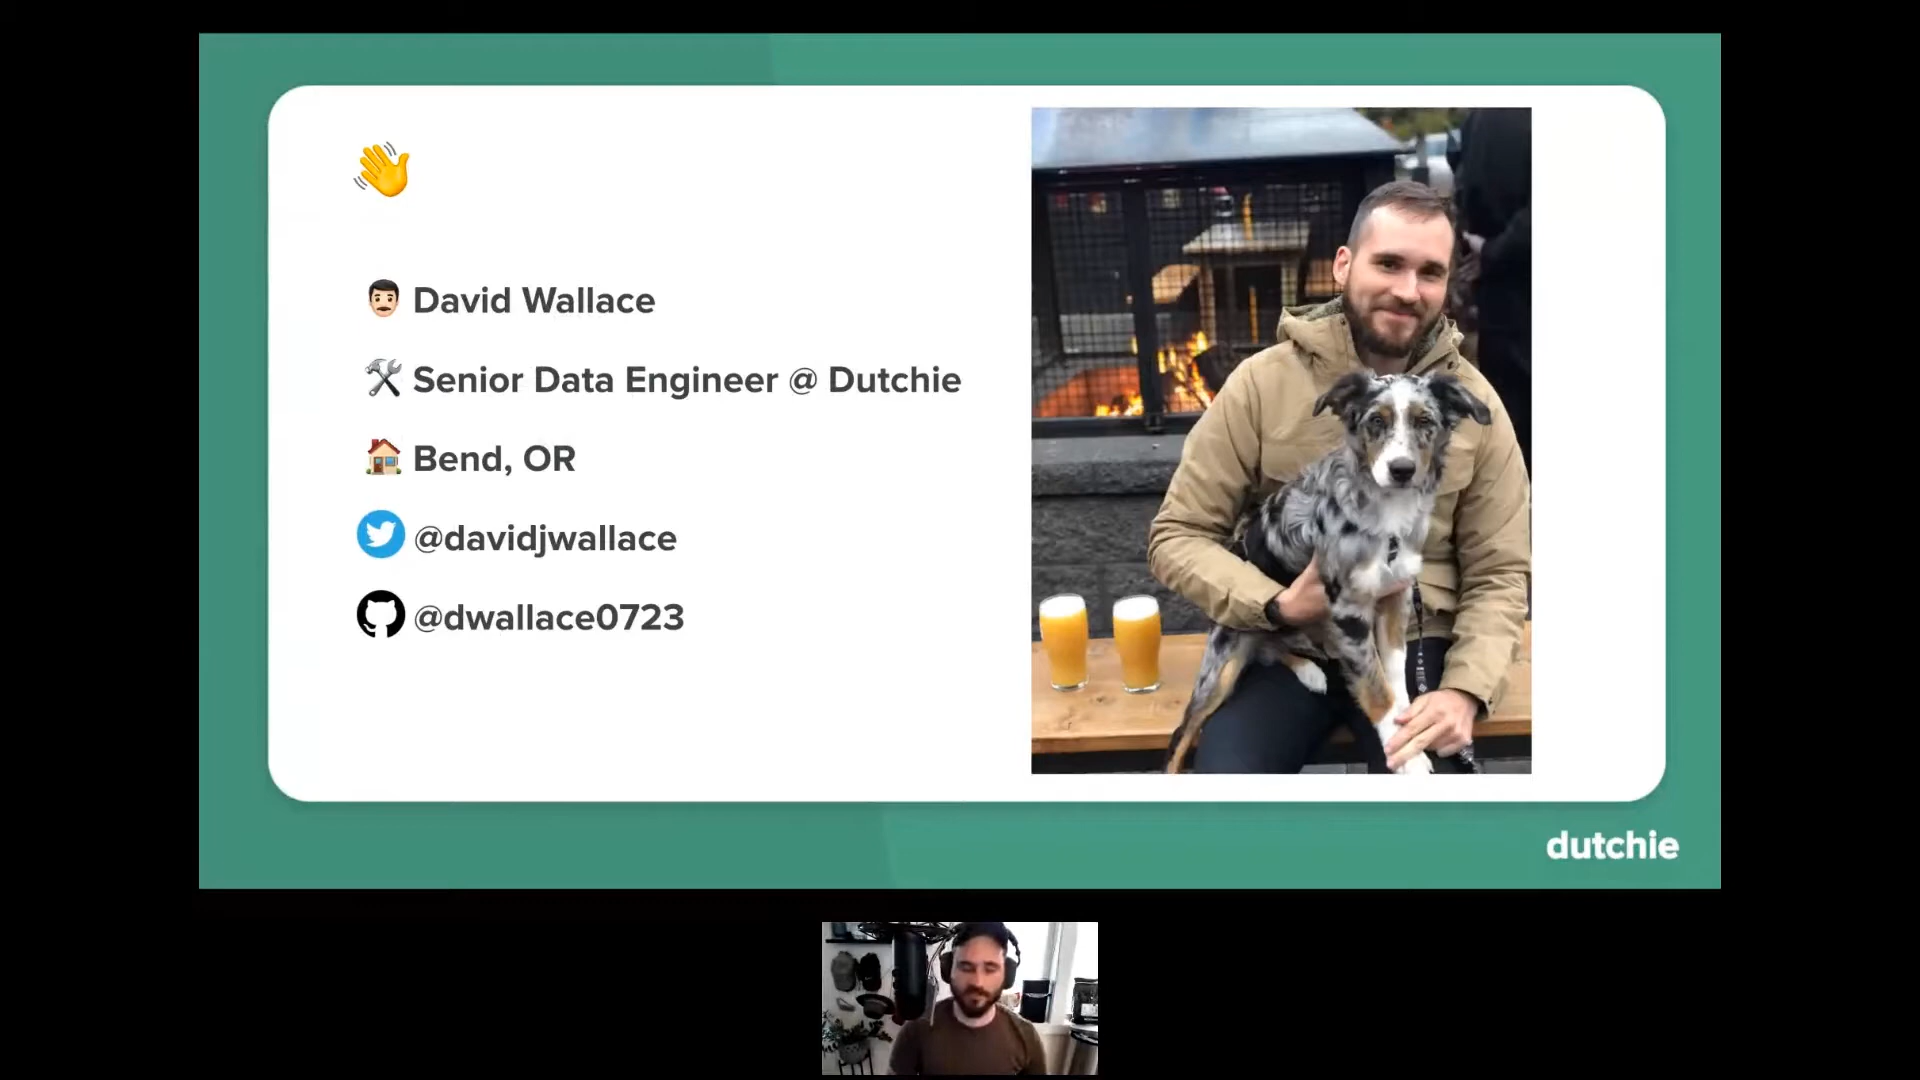 David Wallace
Senior Data Engineer @ Dutchie
Bend, OR
@davidjwallace
@dwallace0723
dutchie